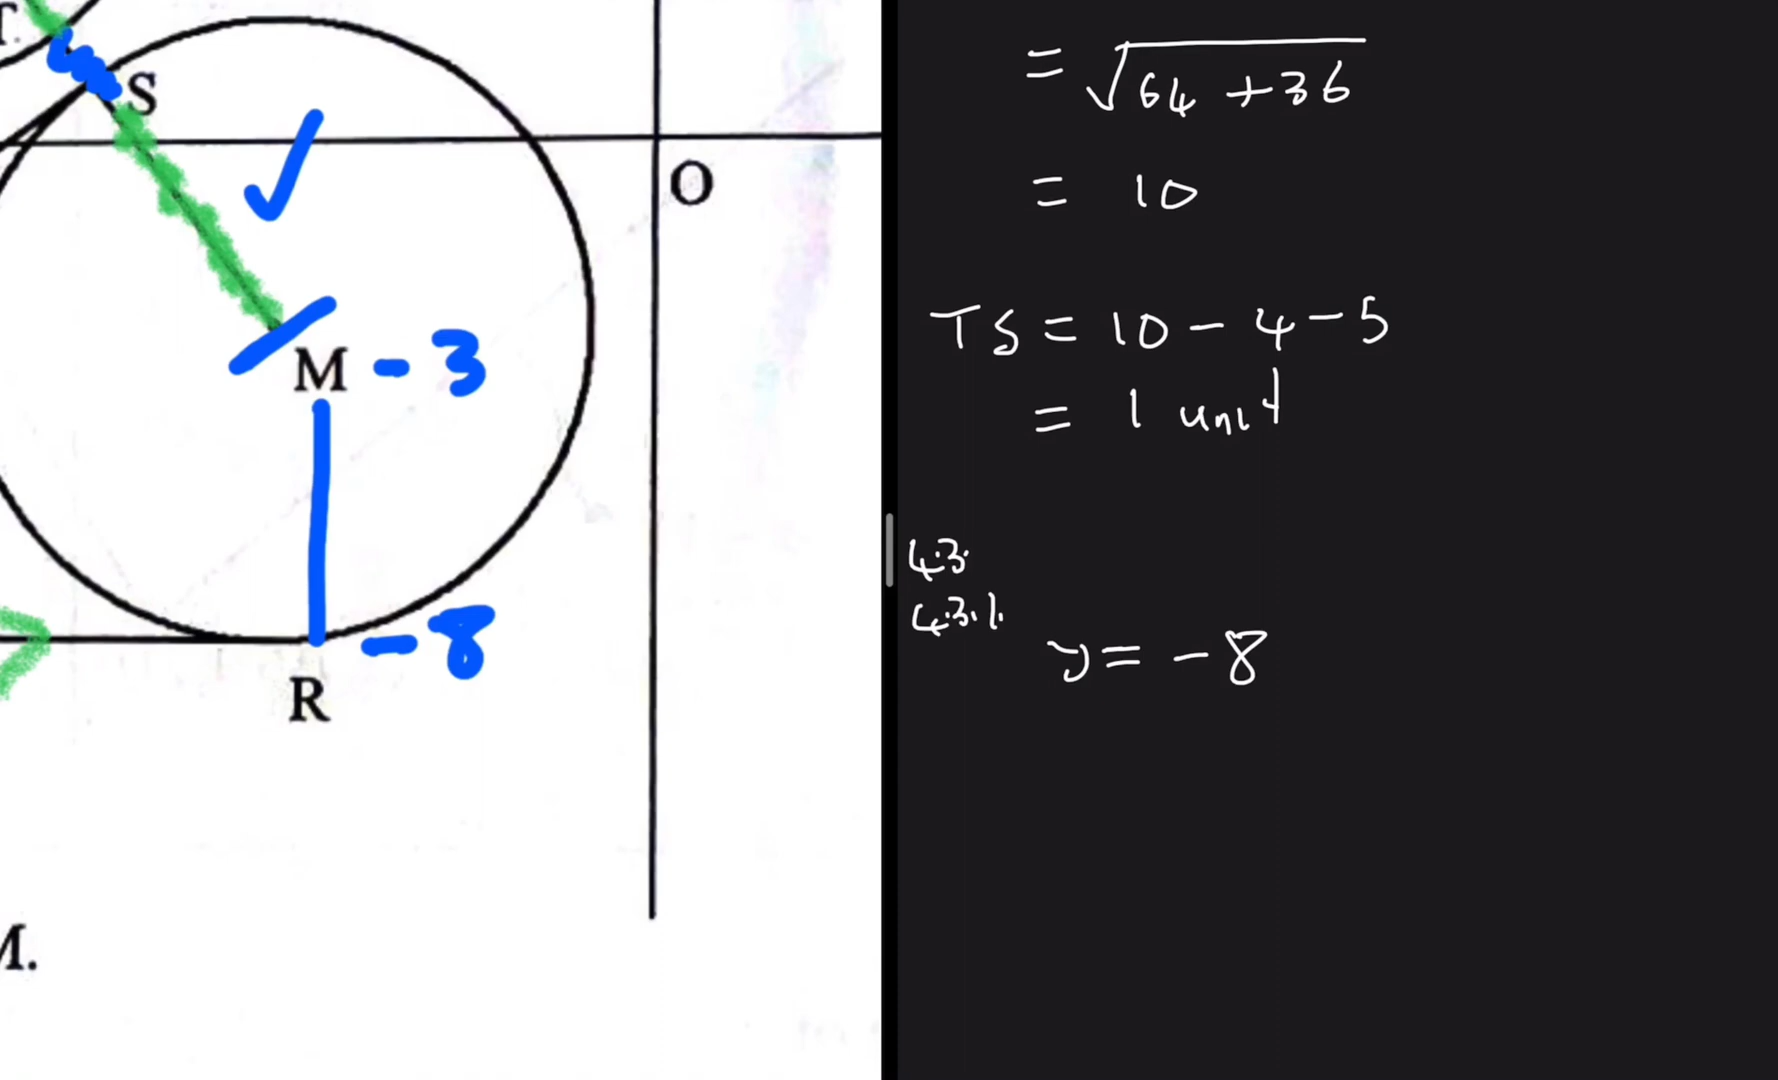 T.
S
O
M - 3
- 8
R
M.
= √64 + 36
= 10
TS = 10 - 4 - 5
= 1 unit
4.3.
4.3.1.
y = - 8